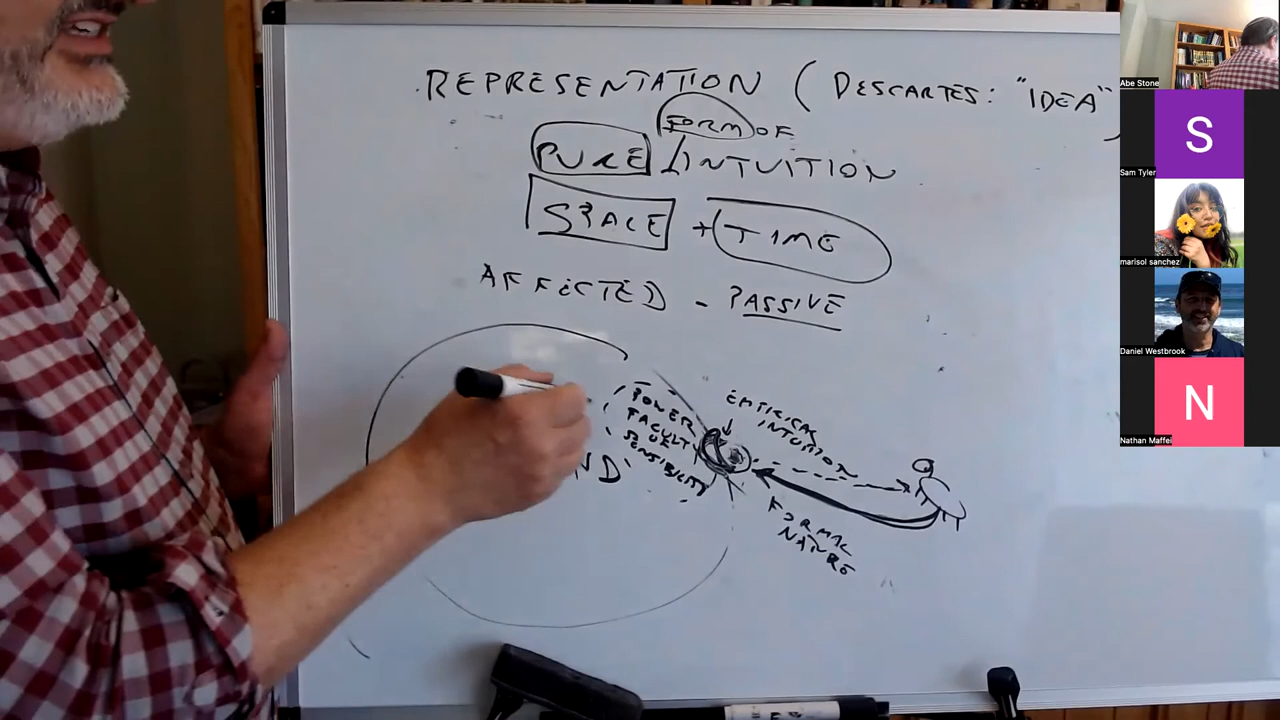 REPRESENTATION (DESCARTES: "IDEA")
FORM OF
PURE INTUITION
SPACE + TIME
AFFECTED - PASSIVE
POWER
FACULTY
OF
SENSIBILITY
EMPIRICAL
INTUITION
FORMAL
NATURE
Abe Stone
S
Sam Tyler
marisol sanchez
Daniel Westbrook
N
Nathan Maffei